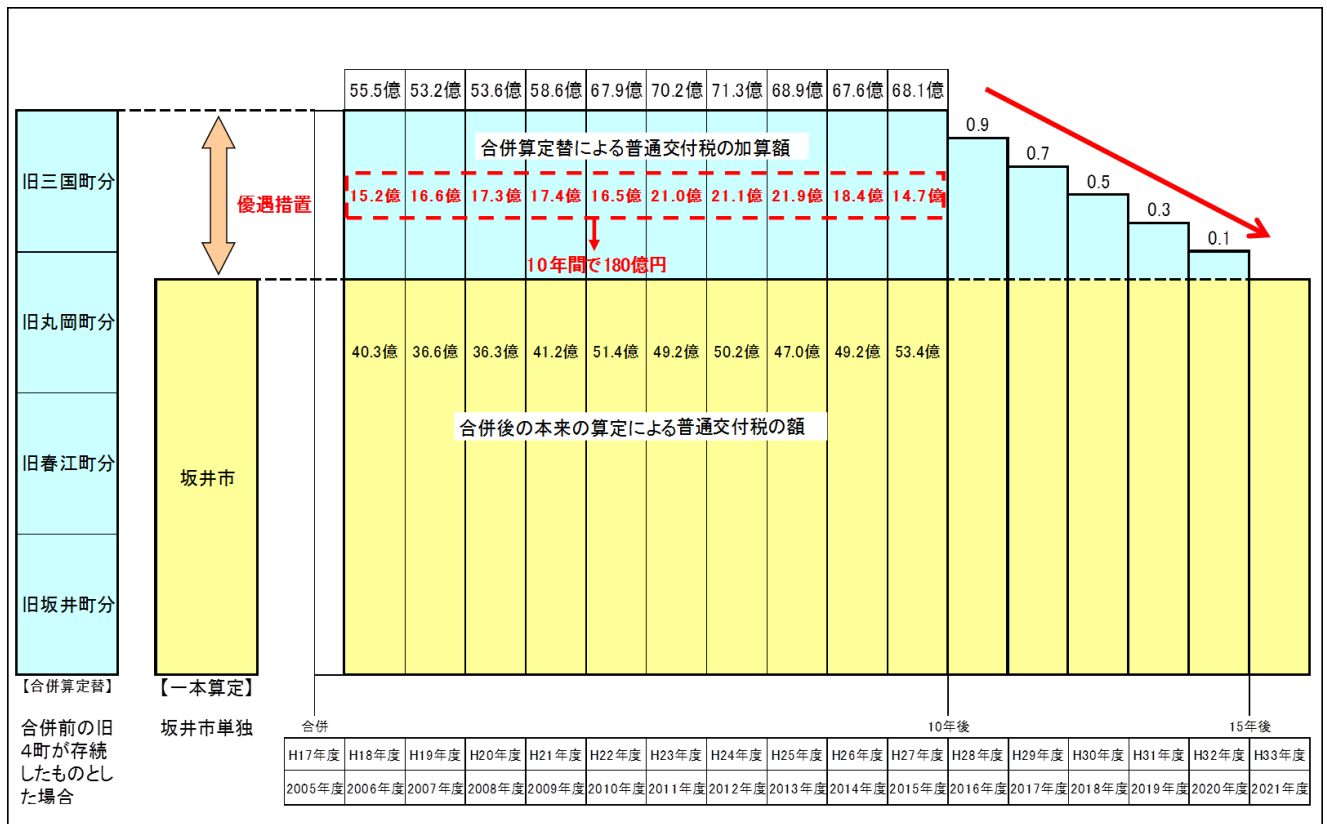 55.5億 53.2億 53.6億 58.6億 67.9億 70.2億 71.3億 68.9億 67.6億 68.1億
合併算定替による普通交付税の加算額
0.9
0.7
0.5
0.3
0.1
旧三国町分
優遇措置
15.2億 16.6億 17.3億 17.4億 16.5億 21.0億 21.1億 21.9億 18.4億 14.7億
10年間で180億円
旧丸岡町分
40.3億 36.6億 36.3億 41.2億 51.4億 49.2億 50.2億 47.0億 49.2億 53.4億
合併後の本来の算定による普通交付税の額
旧春江町分
坂井市
旧坂井町分
【合併算定替】
【一本算定】
合併前の旧
4町が存続
したものとし
た場合
坂井市単独
合併
10年後
15年後
H17年度 H18年度 H19年度 H20年度 H21年度 H22年度 H23年度 H24年度 H25年度 H26年度 H27年度 H28年度 H29年度 H30年度 H31年度 H32年度 H33年度
2005年度 2006年度 2007年度 2008年度 2009年度 2010年度 2011年度 2012年度 2013年度 2014年度 2015年度 2016年度 2017年度 2018年度 2019年度 2020年度 2021年度